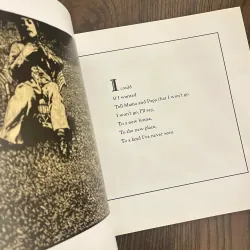 I could
If I wanted
Tell Mama and Papa that I won't go.
I won't go, I'll say,
To a new house,
To the new place,
To a land I've never seen.